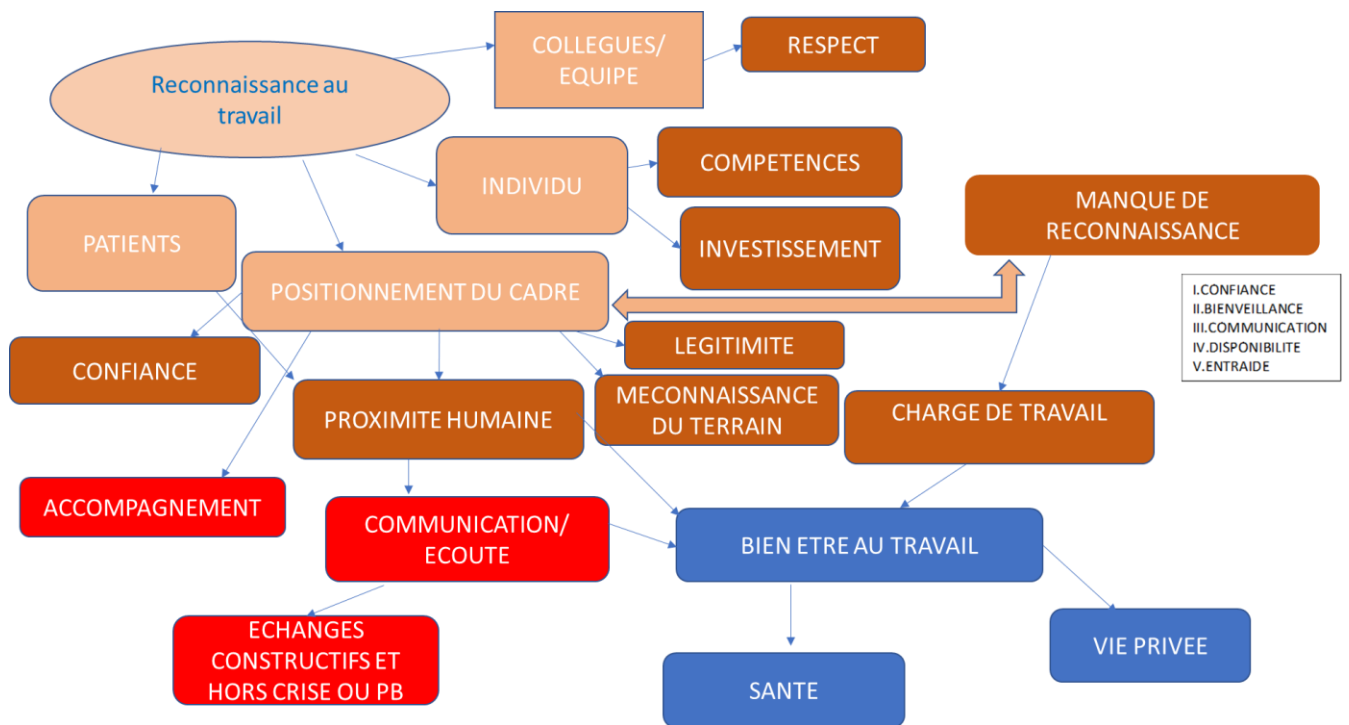 Reconnaissance au
travail
COLLEGUES/
EQUIPE
RESPECT
INDIVIDU
COMPETENCES
INVESTISSEMENT
MANQUE DE
RECONNAISSANCE
PATIENTS
POSITIONNEMENT DU CADRE
I.CONFIANCE
II.BIENVEILLANCE
III.COMMUNICATION
IV.DISPONIBILITE
V.ENTRAIDE
CONFIANCE
LEGITIMITE
PROXIMITE HUMAINE
MECONNAISSANCE
DU TERRAIN
CHARGE DE TRAVAIL
ACCOMPAGNEMENT
COMMUNICATION/
ECOUTE
BIEN ETRE AU TRAVAIL
ECHANGES
CONSTRUCTIFS ET
HORS CRISE OU PB
SANTE
VIE PRIVEE